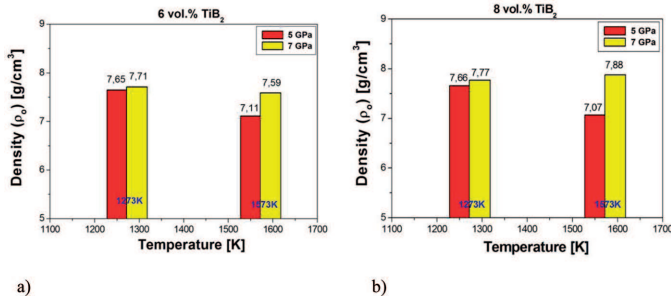 6 vol.% TiB2
5 GPa
7 GPa
Density (ρo) [g/cm3]
9
8
7
6
5
7,65
7,71
7,11
7,59
1273K
1573K
1100 1200 1300 1400 1500 1600 1700
Temperature [K]
a)
8 vol.% TiB2
5 GPa
7 GPa
Density (ρo) [g/cm3]
9
8
7
6
5
7,66
7,77
7,07
7,88
1273K
1573K
1100 1200 1300 1400 1500 1600 1700
Temperature [K]
b)